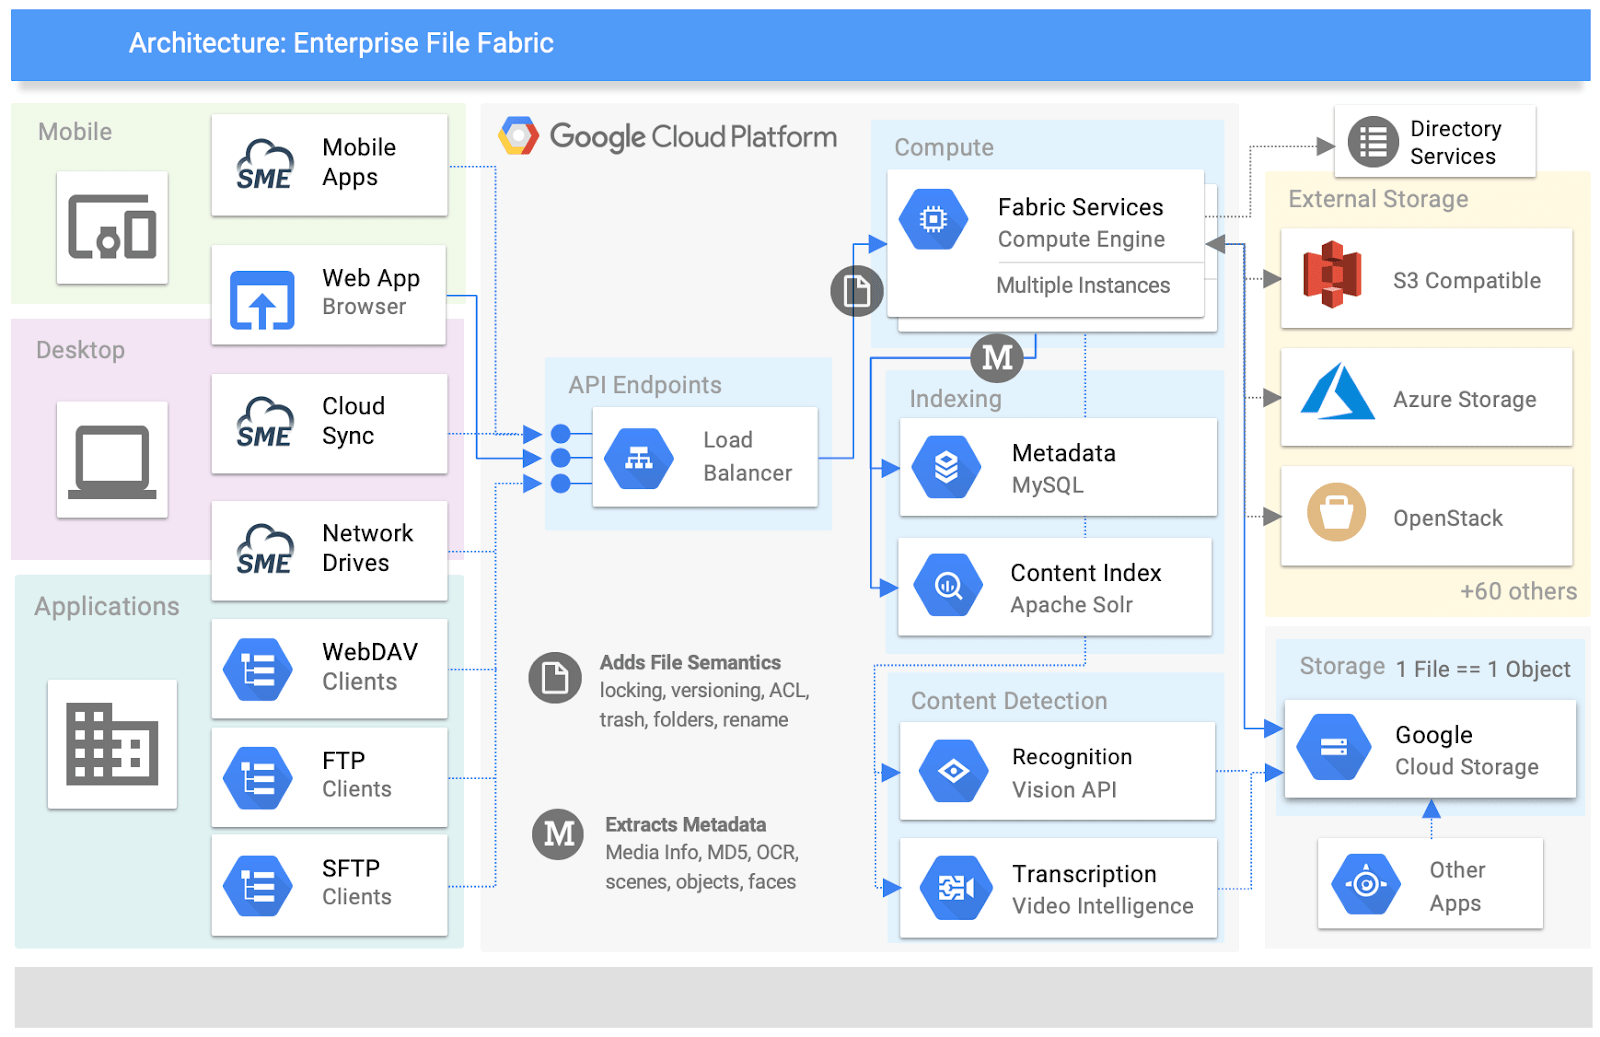 Architecture: Enterprise File Fabric
Mobile
SME
Mobile
Apps
Web App
Browser
Desktop
SME
Cloud
Sync
SME
Network
Drives
Applications
WebDAV
Clients
FTP
Clients
SFTP
Clients
Google Cloud Platform
API Endpoints
Load
Balancer
Adds File Semantics
locking, versioning, ACL,
trash, folders, rename
M
Extracts Metadata
Media Info, MD5, OCR,
scenes, objects, faces
Compute
Fabric Services
Compute Engine
Multiple Instances
M
Indexing
Metadata
MySQL
Content Index
Apache Solr
Content Detection
Recognition
Vision API
Transcription
Video Intelligence
Directory
Services
External Storage
S3 Compatible
Azure Storage
OpenStack
+60 others
Storage 1 File == 1 Object
Google
Cloud Storage
Other
Apps